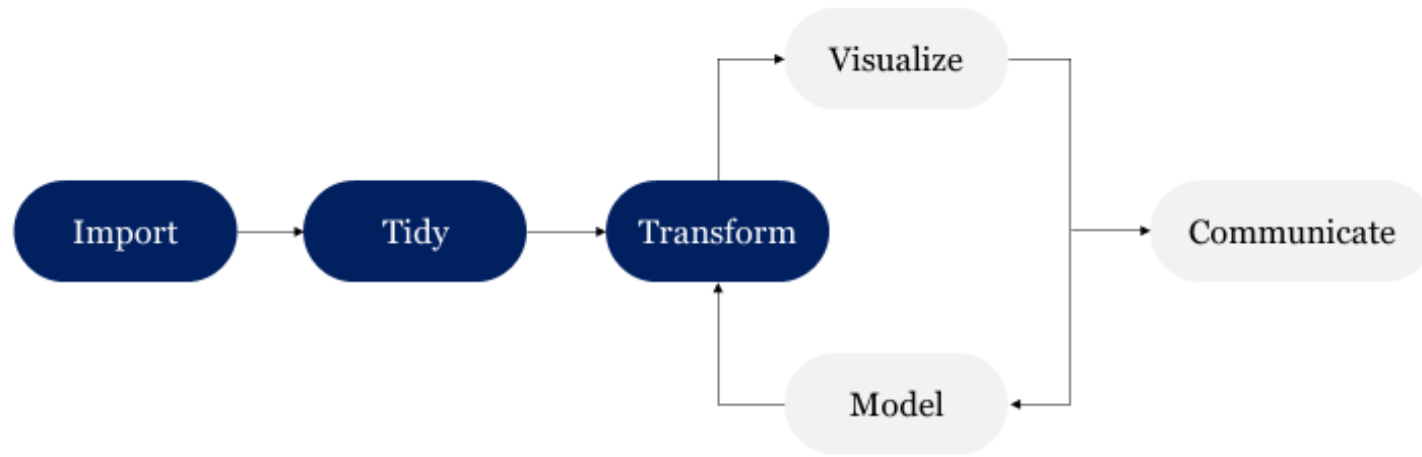 Visualize
Import
Tidy
Transform
Communicate
Model